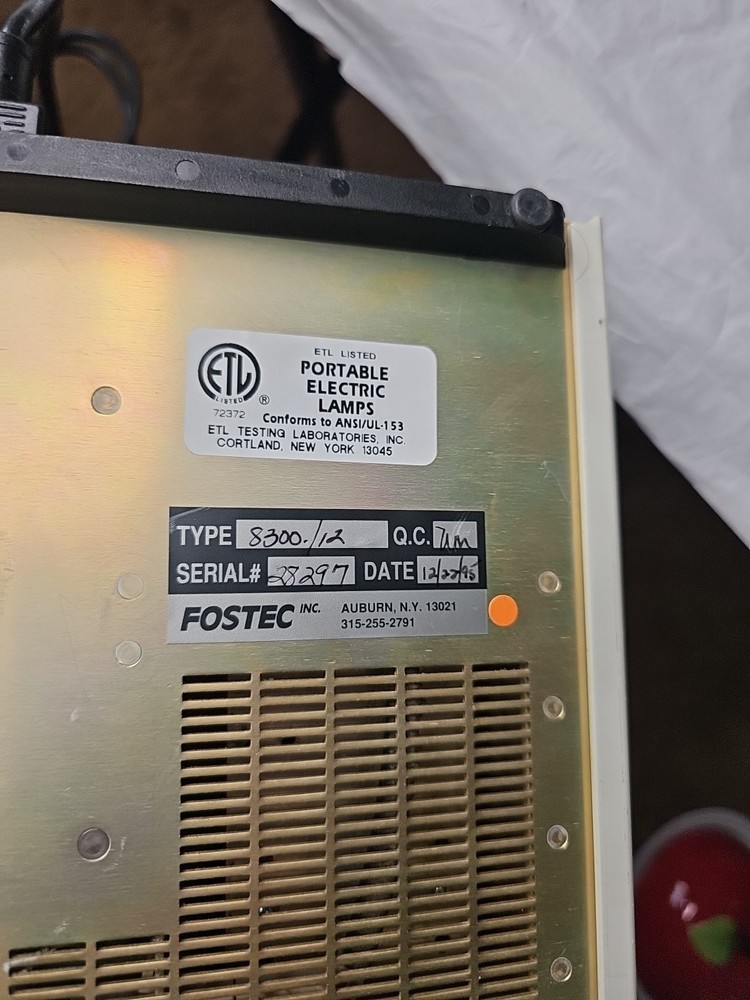 ETL LISTED
ETL
LISTED
®
72372
PORTABLE
ELECTRIC
LAMPS
Conforms to ANSI/UL-153
ETL TESTING LABORATORIES, INC.
CORTLAND, NEW YORK 13045
TYPE 8300./12 Q.C.
SERIAL# 28297 DATE 12/22/95
FOSTEC INC. AUBURN, N.Y. 13021
315-255-2791